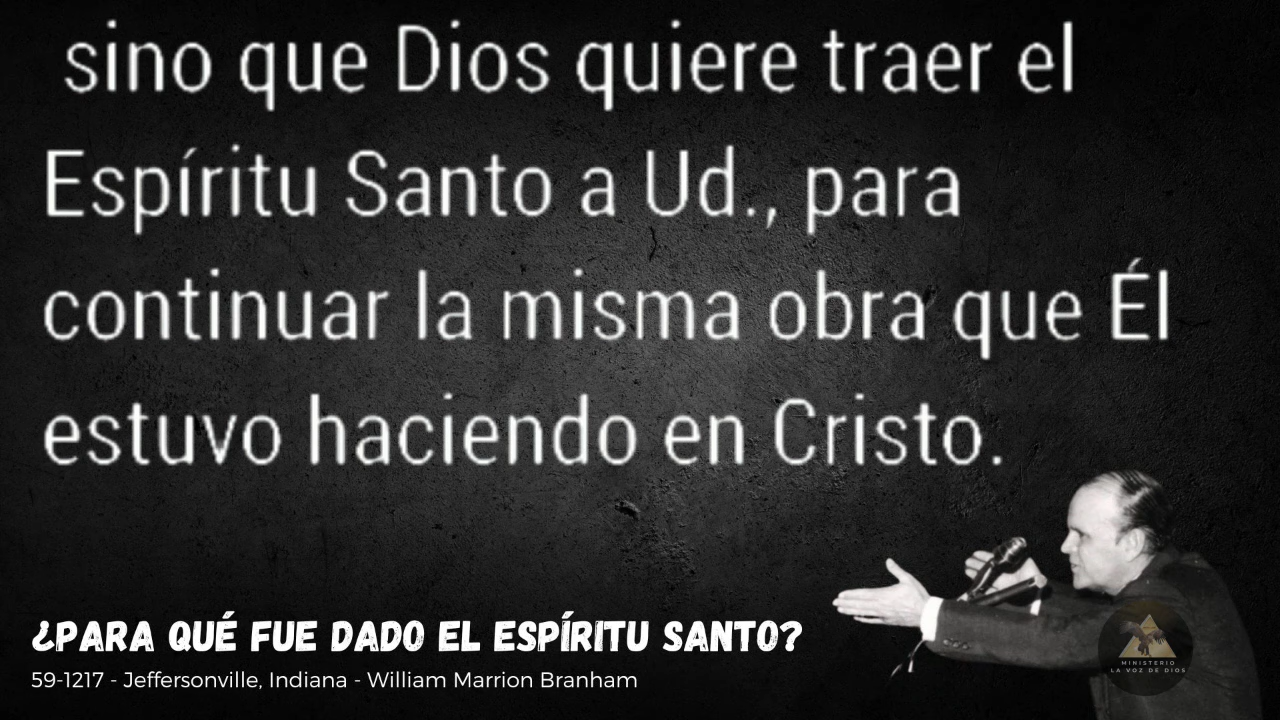 sino que Dios quiere traer el
Espíritu Santo a Ud., para
continuar la misma obra que Él
estuvo haciendo en Cristo.
¿PARA QUÉ FUE DADO EL ESPÍRITU SANTO?
59-1217 - Jeffersonville, Indiana - William Marrion Branham
MINISTERIO
LA VOZ DE DIOS